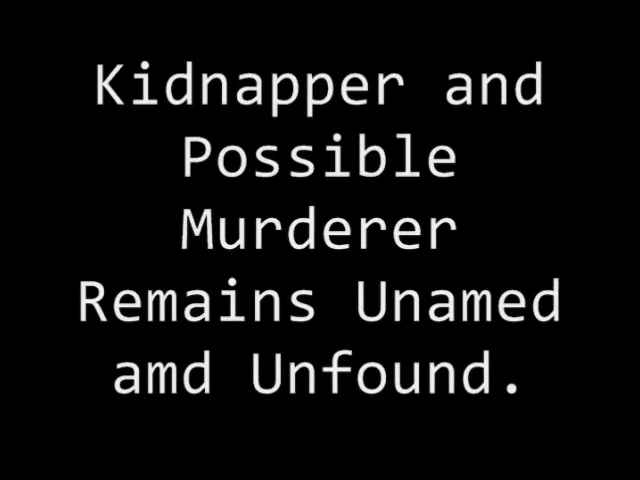 Kidnapper and
Possible
Murderer
Remains Unamed
amd Unfound.